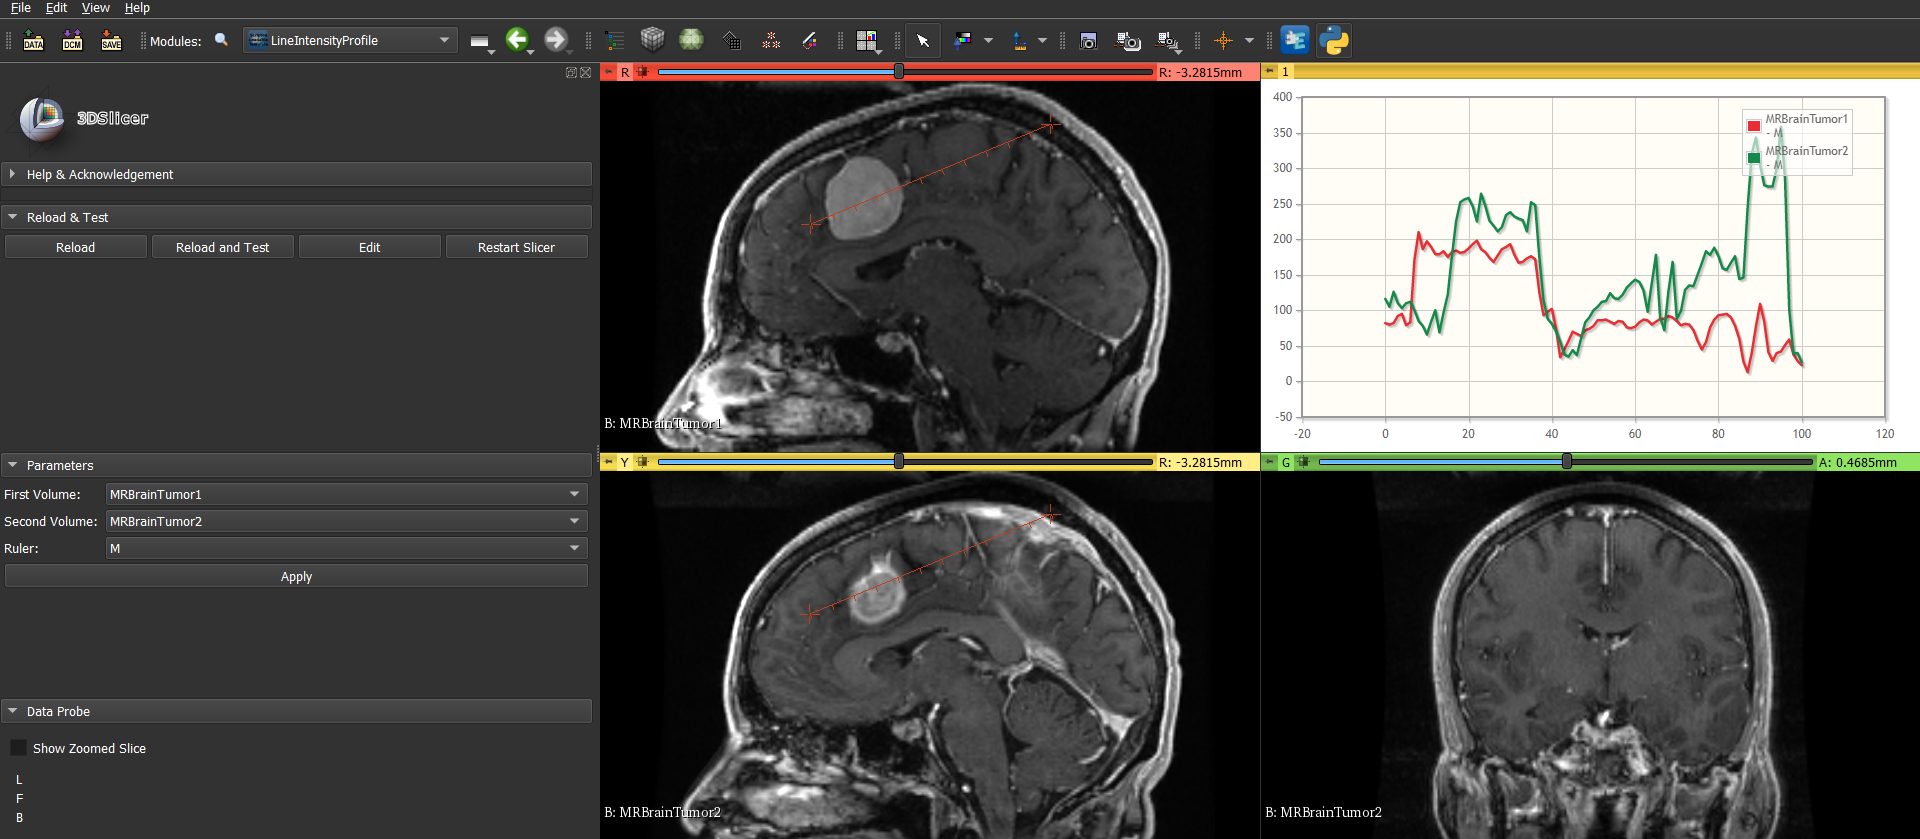 File Edit View Help
DATA DCM SAVE Modules: LineIntensityProfile
3DSlicer
Help & Acknowledgement
Reload & Test
Reload Reload and Test Edit Restart Slicer
Parameters
First Volume: MRBrainTumor1
Second Volume: MRBrainTumor2
Ruler: M
Apply
Data Probe
Show Zoomed Slice
L
F
B
R R: -3.2815mm
B: MRBrainTumor1
1
MRBrainTumor1
- M
MRBrainTumor2
- M
400
350
300
250
200
150
100
50
0
-50
-20 0 20 40 60 80 100 120
Y R: -3.2815mm
B: MRBrainTumor2
G A: 0.4685mm
B: MRBrainTumor2